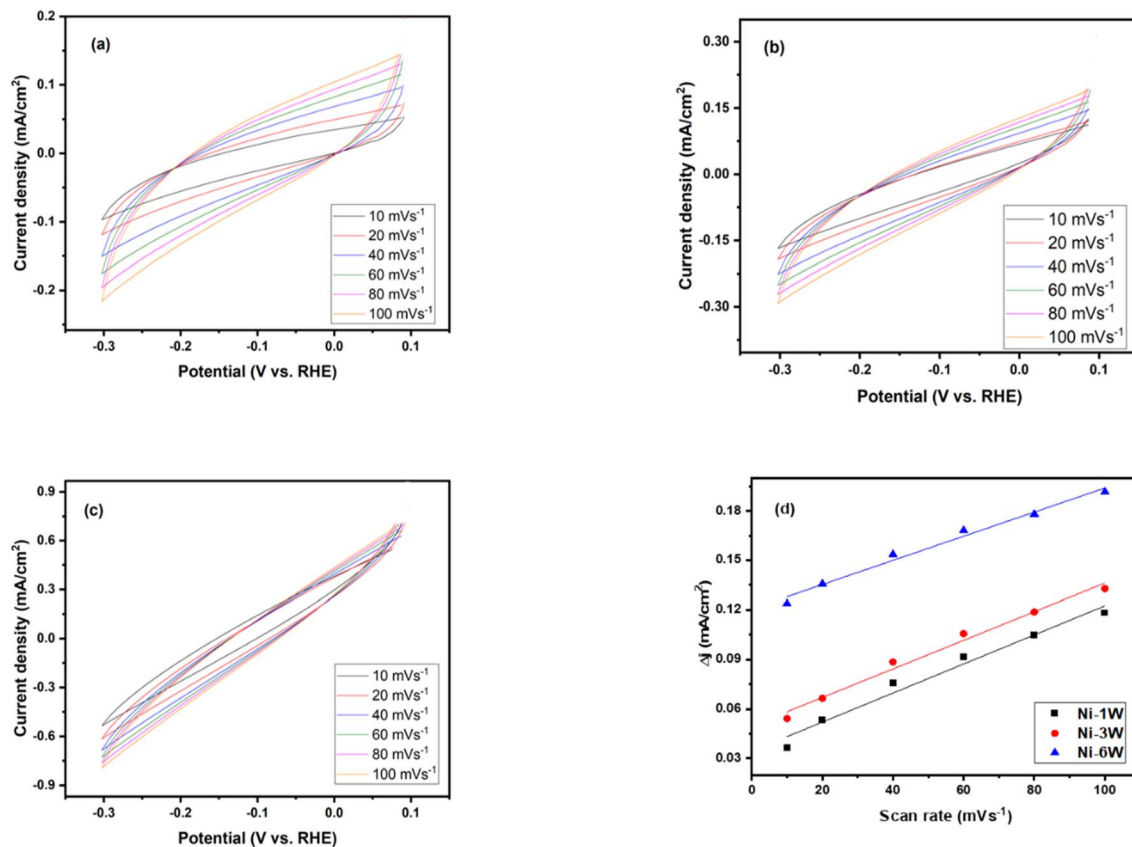 (a)
Current density (mA/cm²)
0.2
0.1
0.0
-0.1
-0.2
-0.3
-0.2
-0.1
0.0
0.1
Potential (V vs. RHE)
10 mVs⁻¹
20 mVs⁻¹
40 mVs⁻¹
60 mVs⁻¹
80 mVs⁻¹
100 mVs⁻¹
(b)
Current density (mA/cm²)
0.30
0.15
0.00
-0.15
-0.30
-0.3
-0.2
-0.1
0.0
0.1
Potential (V vs. RHE)
10 mVs⁻¹
20 mVs⁻¹
40 mVs⁻¹
60 mVs⁻¹
80 mVs⁻¹
100 mVs⁻¹
(c)
Current density (mA/cm²)
0.9
0.6
0.3
0.0
-0.3
-0.6
-0.9
-0.3
-0.2
-0.1
0.0
0.1
Potential (V vs. RHE)
10 mVs⁻¹
20 mVs⁻¹
40 mVs⁻¹
60 mVs⁻¹
80 mVs⁻¹
100 mVs⁻¹
(d)
Δj (mA/cm²)
0.18
0.15
0.12
0.09
0.06
0.03
0
20
40
60
80
100
Scan rate (mVs⁻¹)
Ni-1W
Ni-3W
Ni-6W